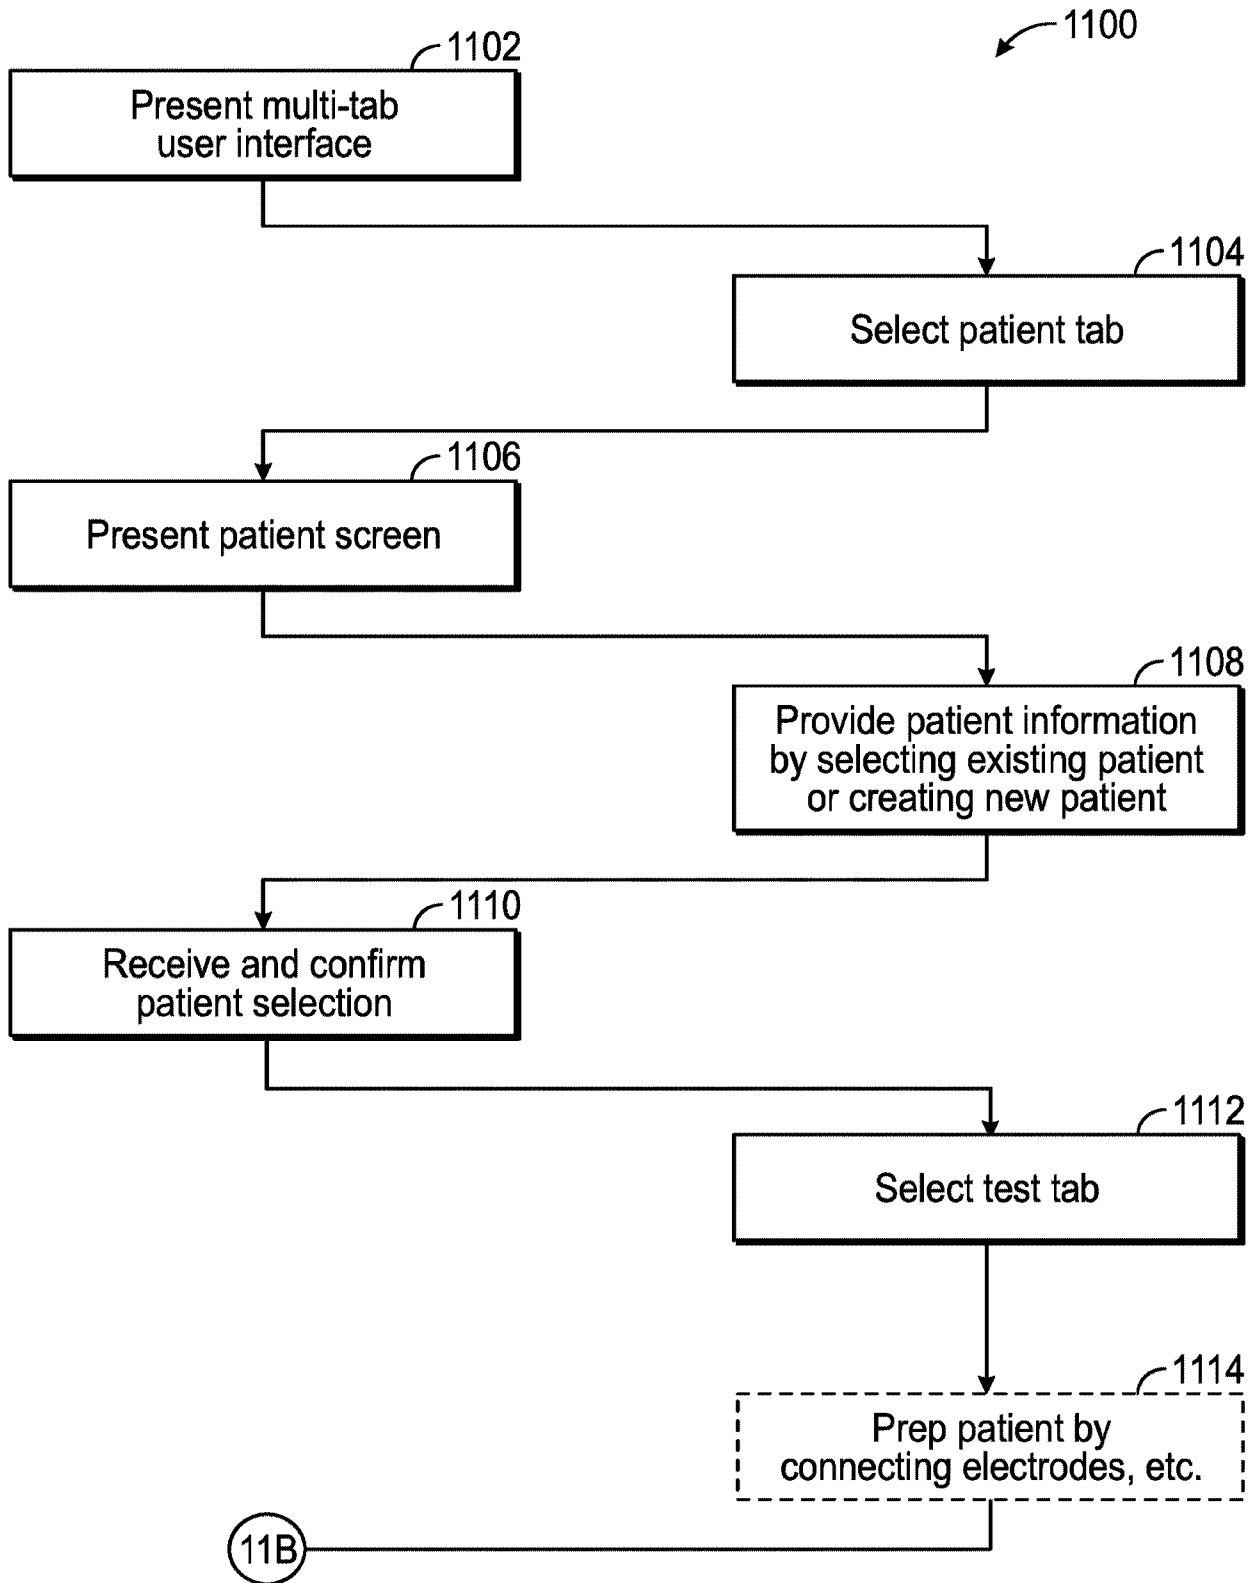 1100
1102
Present multi-tab
user interface
1104
Select patient tab
1106
Present patient screen
1108
Provide patient information
by selecting existing patient
or creating new patient
1110
Receive and confirm
patient selection
1112
Select test tab
1114
Prep patient by
connecting electrodes, etc.
11B